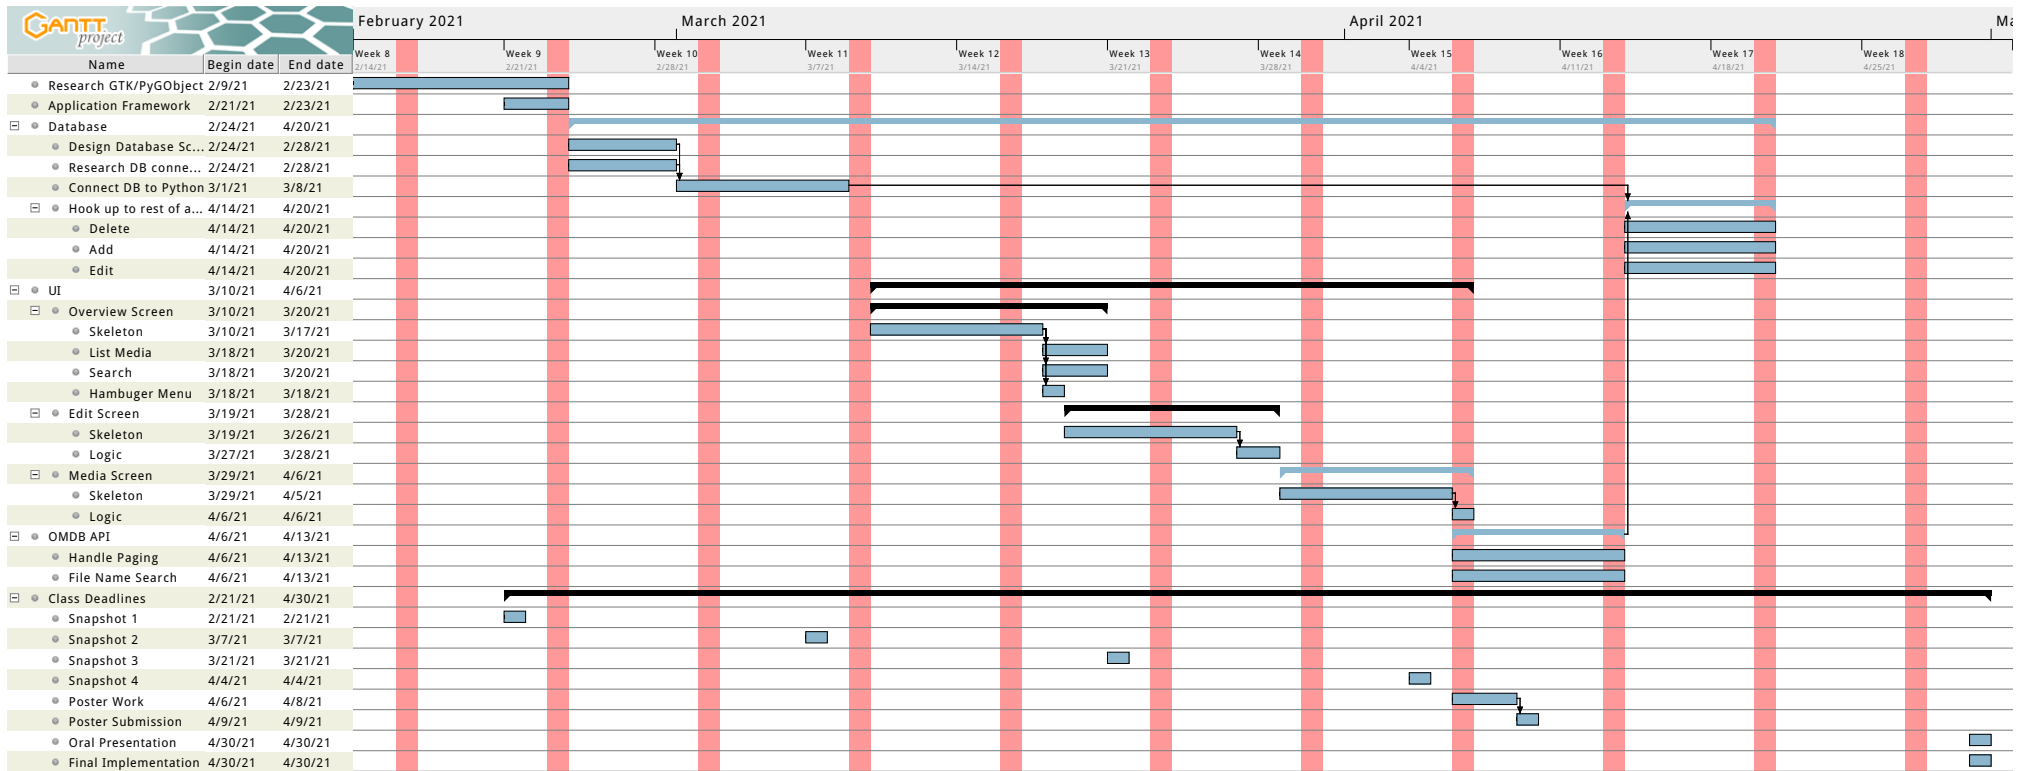 GANTT project
February 2021 March 2021 April 2021 Ma
Week 8 Week 9 Week 10 Week 11 Week 12 Week 13 Week 14 Week 15 Week 16 Week 17 Week 18
Name Begin date End date 2/14/21 2/21/21 2/28/21 3/7/21 3/14/21 3/21/21 3/28/21 4/4/21 4/11/21 4/18/21 4/25/21
Research GTK/PyGObject 2/9/21 2/23/21
Application Framework 2/21/21 2/23/21
Database 2/24/21 4/20/21
Design Database Sc... 2/24/21 2/28/21
Research DB conne... 2/24/21 2/28/21
Connect DB to Python 3/1/21 3/8/21
Hook up to rest of a... 4/14/21 4/20/21
Delete 4/14/21 4/20/21
Add 4/14/21 4/20/21
Edit 4/14/21 4/20/21
UI 3/10/21 4/6/21
Overview Screen 3/10/21 3/20/21
Skeleton 3/10/21 3/17/21
List Media 3/18/21 3/20/21
Search 3/18/21 3/20/21
Hambuger Menu 3/18/21 3/18/21
Edit Screen 3/19/21 3/28/21
Skeleton 3/19/21 3/26/21
Logic 3/27/21 3/28/21
Media Screen 3/29/21 4/6/21
Skeleton 3/29/21 4/5/21
Logic 4/6/21 4/6/21
OMDB API 4/6/21 4/13/21
Handle Paging 4/6/21 4/13/21
File Name Search 4/6/21 4/13/21
Class Deadlines 2/21/21 4/30/21
Snapshot 1 2/21/21 2/21/21
Snapshot 2 3/7/21 3/7/21
Snapshot 3 3/21/21 3/21/21
Snapshot 4 4/4/21 4/4/21
Poster Work 4/6/21 4/8/21
Poster Submission 4/9/21 4/9/21
Oral Presentation 4/30/21 4/30/21
Final Implementation 4/30/21 4/30/21